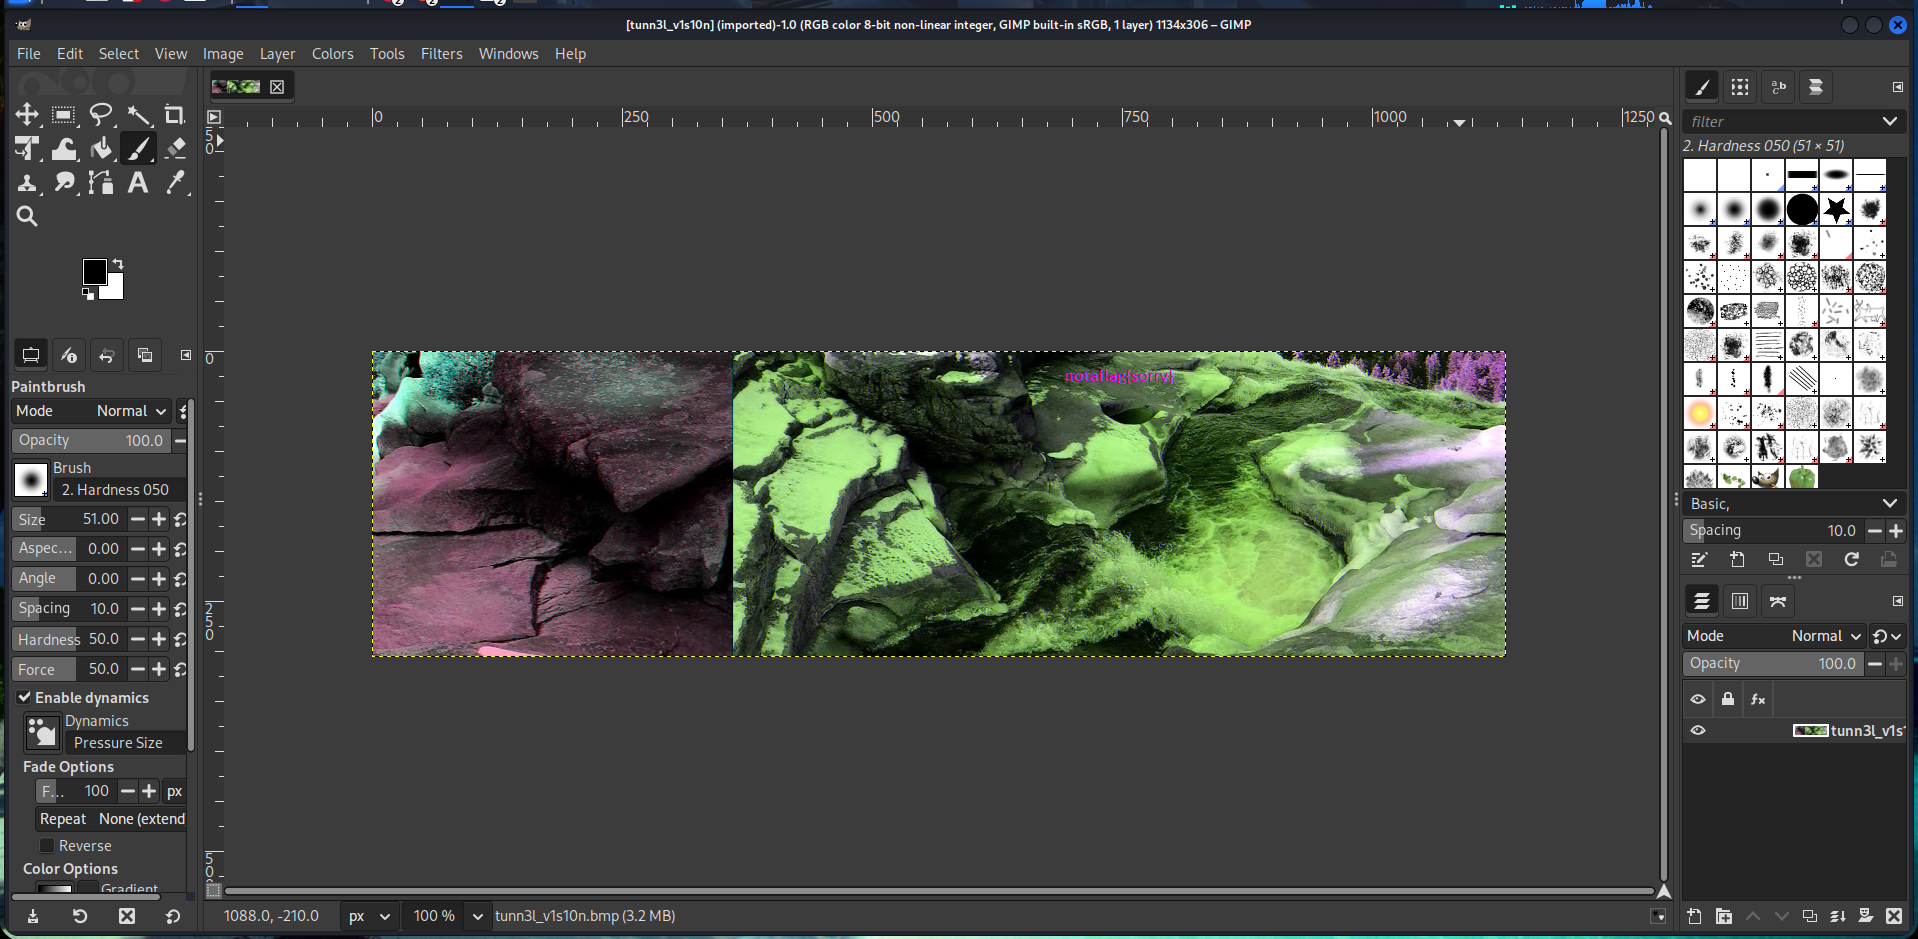 [tunn3l_v1s10n] (imported)-1.0 (RGB color 8-bit non-linear integer, GIMP built-in sRGB, 1 layer) 1134x306 – GIMP
File Edit Select View Image Layer Colors Tools Filters Windows Help
0 250 500 750 1000 1250
50
0
250
500
notaflag{sorry}
Paintbrush
Mode Normal
Opacity 100.0
Brush
2. Hardness 050
Size 51.00
Aspec... 0.00
Angle 0.00
Spacing 10.0
Hardness 50.0
Force 50.0
Enable dynamics
Dynamics
Pressure Size
Fade Options
F... 100 px
Repeat None (extend
Reverse
Color Options
Gradient
1088.0, -210.0 px 100 % tunn3l_v1s10n.bmp (3.2 MB)
filter
2. Hardness 050 (51 × 51)
Basic,
Spacing 10.0
Mode Normal
Opacity 100.0
fx
tunn3l_v1s